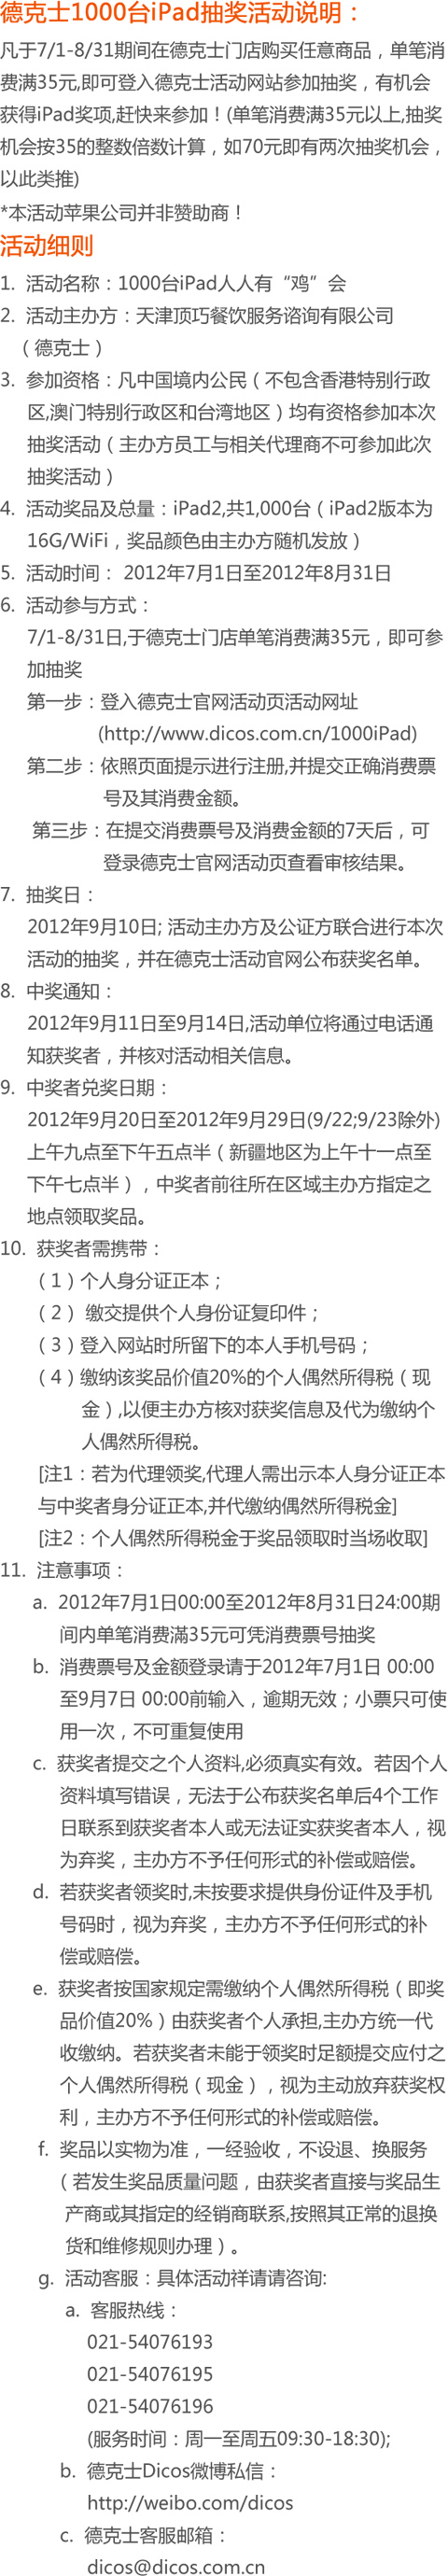 德克士1000台iPad抽奖活动说明：
凡于7/1-8/31期间在德克士门店购买任意商品，单笔消
费满35元,即可登入德克士活动网站参加抽奖，有机会
获得iPad奖项,赶快来参加！(单笔消费满35元以上,抽奖
机会按35的整数倍数计算，如70元即有两次抽奖机会，
以此类推)
*本活动苹果公司并非赞助商！
活动细则
1. 活动名称：1000台iPad人人有“鸡”会
2. 活动主办方：天津顶巧餐饮服务谘询有限公司
（德克士）
3. 参加资格：凡中国境内公民（不包含香港特别行政
区,澳门特别行政区和台湾地区）均有资格参加本次
抽奖活动（主办方员工与相关代理商不可参加此次
抽奖活动）
4. 活动奖品及总量：iPad2,共1,000台（iPad2版本为
16G/WiFi，奖品颜色由主办方随机发放）
5. 活动时间： 2012年7月1日至2012年8月31日
6. 活动参与方式：
7/1-8/31日,于德克士门店单笔消费满35元，即可参
加抽奖
第一步：登入德克士官网活动页活动网址
(http://www.dicos.com.cn/1000iPad)
第二步：依照页面提示进行注册,并提交正确消费票
号及其消费金额。
第三步：在提交消费票号及消费金额的7天后，可
登录德克士官网活动页查看审核结果。
7. 抽奖日：
2012年9月10日; 活动主办方及公证方联合进行本次
活动的抽奖，并在德克士活动官网公布获奖名单。
8. 中奖通知：
2012年9月11日至9月14日,活动单位将通过电话通
知获奖者，并核对活动相关信息。
9. 中奖者兑奖日期：
2012年9月20日至2012年9月29日(9/22;9/23除外)
上午九点至下午五点半（新疆地区为上午十一点至
下午七点半），中奖者前往所在区域主办方指定之
地点领取奖品。
10. 获奖者需携带：
（1）个人身分证正本；
（2） 缴交提供个人身份证复印件；
（3）登入网站时所留下的本人手机号码；
（4）缴纳该奖品价值20%的个人偶然所得税（现
金）,以便主办方核对获奖信息及代为缴纳个
人偶然所得税。
[注1：若为代理领奖,代理人需出示本人身分证正本
与中奖者身分证正本,并代缴纳偶然所得税金]
[注2：个人偶然所得税金于奖品领取时当场收取]
11. 注意事项：
a. 2012年7月1日00:00至2012年8月31日24:00期
间内单笔消费滿35元可凭消费票号抽奖
b. 消费票号及金额登录请于2012年7月1日 00:00
至9月7日 00:00前输入，逾期无效；小票只可使
用一次，不可重复使用
c. 获奖者提交之个人资料,必须真实有效。若因个人
资料填写错误，无法于公布获奖名单后4个工作
日联系到获奖者本人或无法证实获奖者本人，视
为弃奖，主办方不予任何形式的补偿或赔偿。
d. 若获奖者领奖时,未按要求提供身份证件及手机
号码时，视为弃奖，主办方不予任何形式的补
偿或赔偿。
e. 获奖者按国家规定需缴纳个人偶然所得税（即奖
品价值20%）由获奖者个人承担,主办方统一代
收缴纳。若获奖者未能于领奖时足额提交应付之
个人偶然所得税（现金），视为主动放弃获奖权
利，主办方不予任何形式的补偿或赔偿。
f. 奖品以实物为准，一经验收，不设退、换服务
（若发生奖品质量问题，由获奖者直接与奖品生
产商或其指定的经销商联系,按照其正常的退换
货和维修规则办理）。
g. 活动客服：具体活动祥请请咨询:
a. 客服热线：
021-54076193
021-54076195
021-54076196
(服务时间：周一至周五09:30-18:30);
b. 德克士Dicos微博私信：
http://weibo.com/dicos
c. 德克士客服邮箱：
dicos@dicos.com.cn